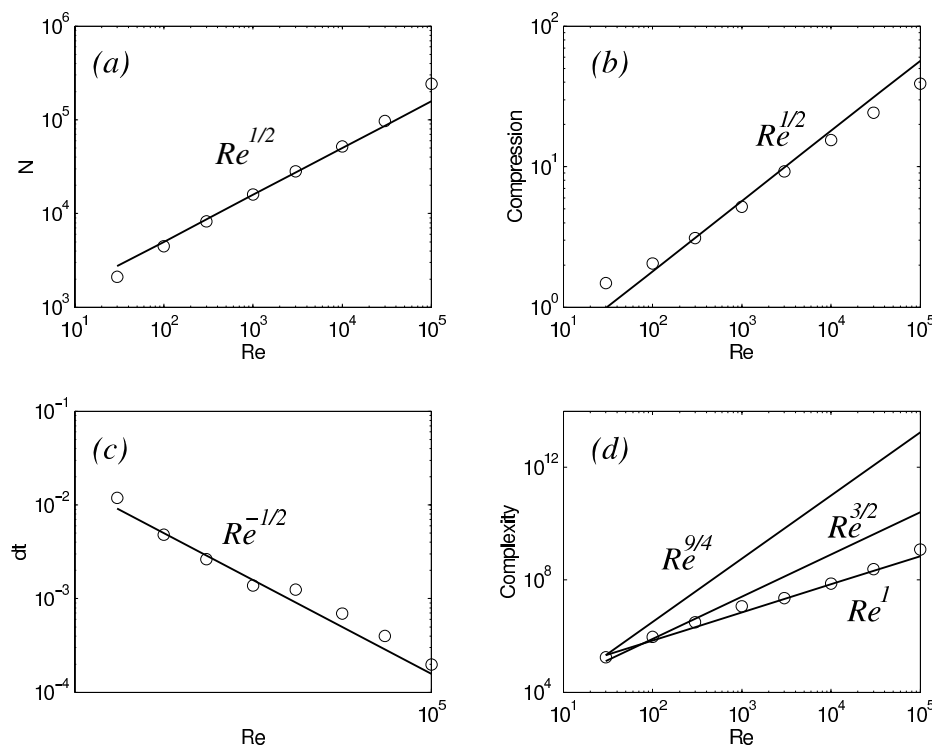 (a)
10^6
10^5
10^4
10^3
N
Re^{1/2}
10^1 10^2 10^3 10^4 10^5
Re
(b)
10^2
10^1
10^0
Compression
Re^{1/2}
10^1 10^2 10^3 10^4 10^5
Re
(c)
10^{-1}
10^{-2}
10^{-3}
10^{-4}
dt
Re^{-1/2}
10^5
Re
(d)
10^{12}
10^8
10^4
Complexity
Re^{9/4}
Re^{3/2}
Re^1
10^1 10^2 10^3 10^4 10^5
Re